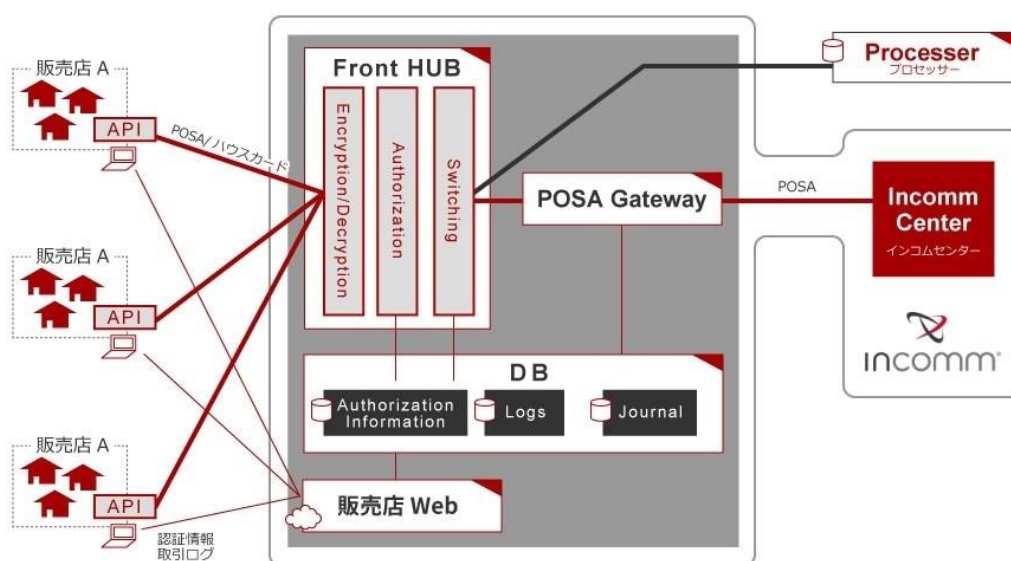 販売店 A
API
POSA/ハウスカード
販売店 A
API
販売店 A
API
認証情報
取引ログ
Front HUB
Encryption/Decryption
Authorization
Switching
POSA Gateway
DB
Authorization
Information
Logs
Journal
販売店 Web
Processer
プロセッサー
POSA
Incomm
Center
インコムセンター
incomm